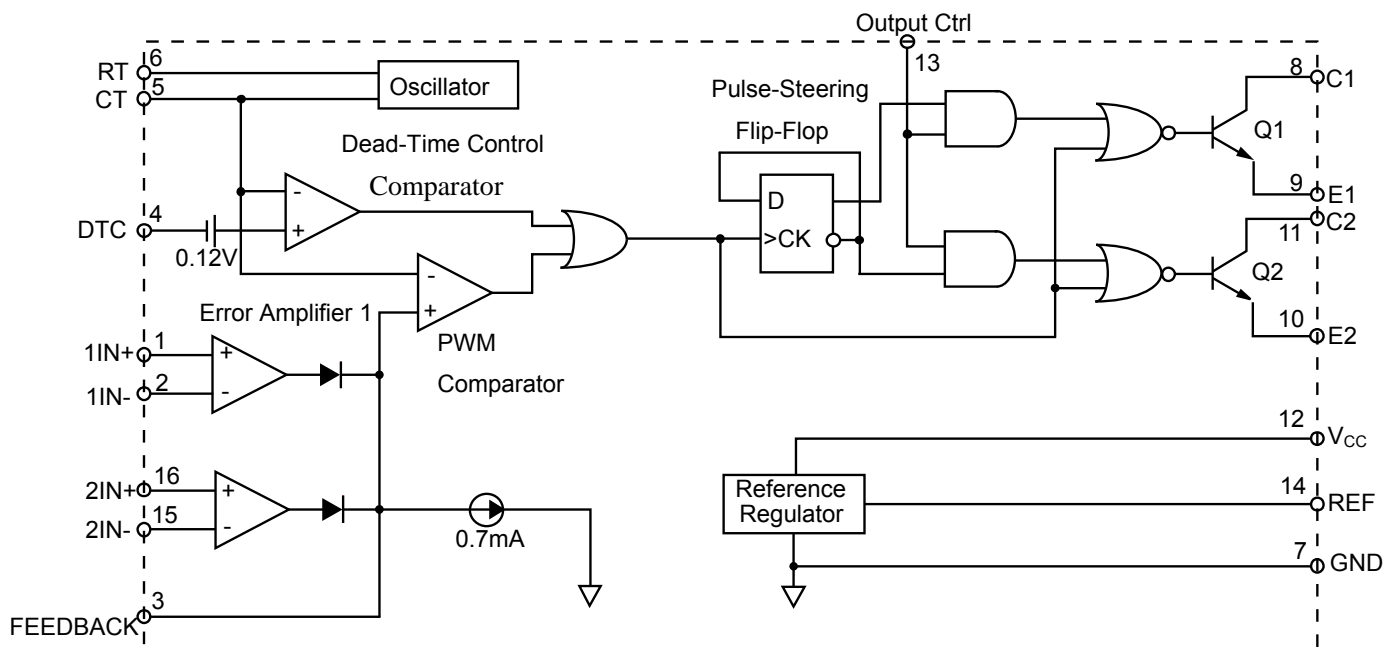 Output Ctrl
13
RT 6
CT 5
Oscillator
Pulse-Steering
Flip-Flop
8 C1
Q1
9 E1
Dead-Time Control
Comparator
-
+
DTC 4
0.12V
D
>CK
C2
11
Q2
10 E2
-
+
PWM
Comparator
Error Amplifier 1
1IN+ 1
+
1IN- 2
-
12 VCC
2IN+ 16
+
2IN- 15
-
0.7mA
Reference
Regulator
14 REF
7 GND
FEEDBACK 3